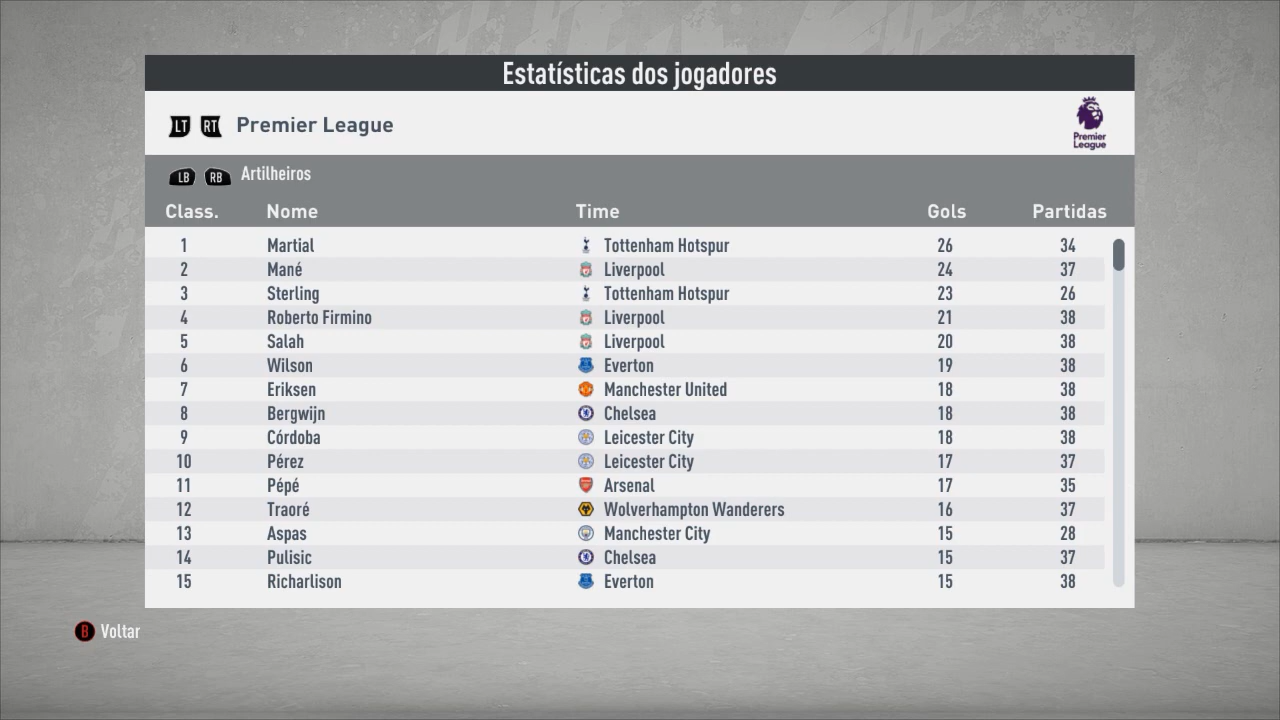 Estatísticas dos jogadores
LT RT Premier League
Premier League
LB RB Artilheiros
Class. Nome Time Gols Partidas
1 Martial Tottenham Hotspur 26 34
2 Mané Liverpool 24 37
3 Sterling Tottenham Hotspur 23 26
4 Roberto Firmino Liverpool 21 38
5 Salah Liverpool 20 38
6 Wilson Everton 19 38
7 Eriksen Manchester United 18 38
8 Bergwijn Chelsea 18 38
9 Córdoba Leicester City 18 38
10 Pérez Leicester City 17 37
11 Pépé Arsenal 17 35
12 Traoré Wolverhampton Wanderers 16 37
13 Aspas Manchester City 15 28
14 Pulisic Chelsea 15 37
15 Richarlison Everton 15 38
B Voltar